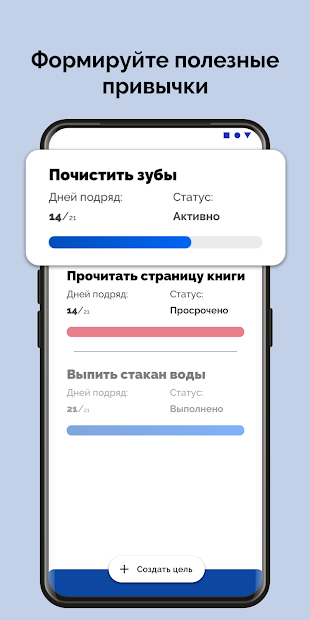 Формируйте полезные
привычки
Почистить зубы
Дней подряд: Статус:
14/21 Активно
Прочитать страницу книги
Дней подряд: Статус:
14/21 Просрочено
Выпить стакан воды
Дней подряд: Статус:
21/21 Выполнено
+ Создать цель